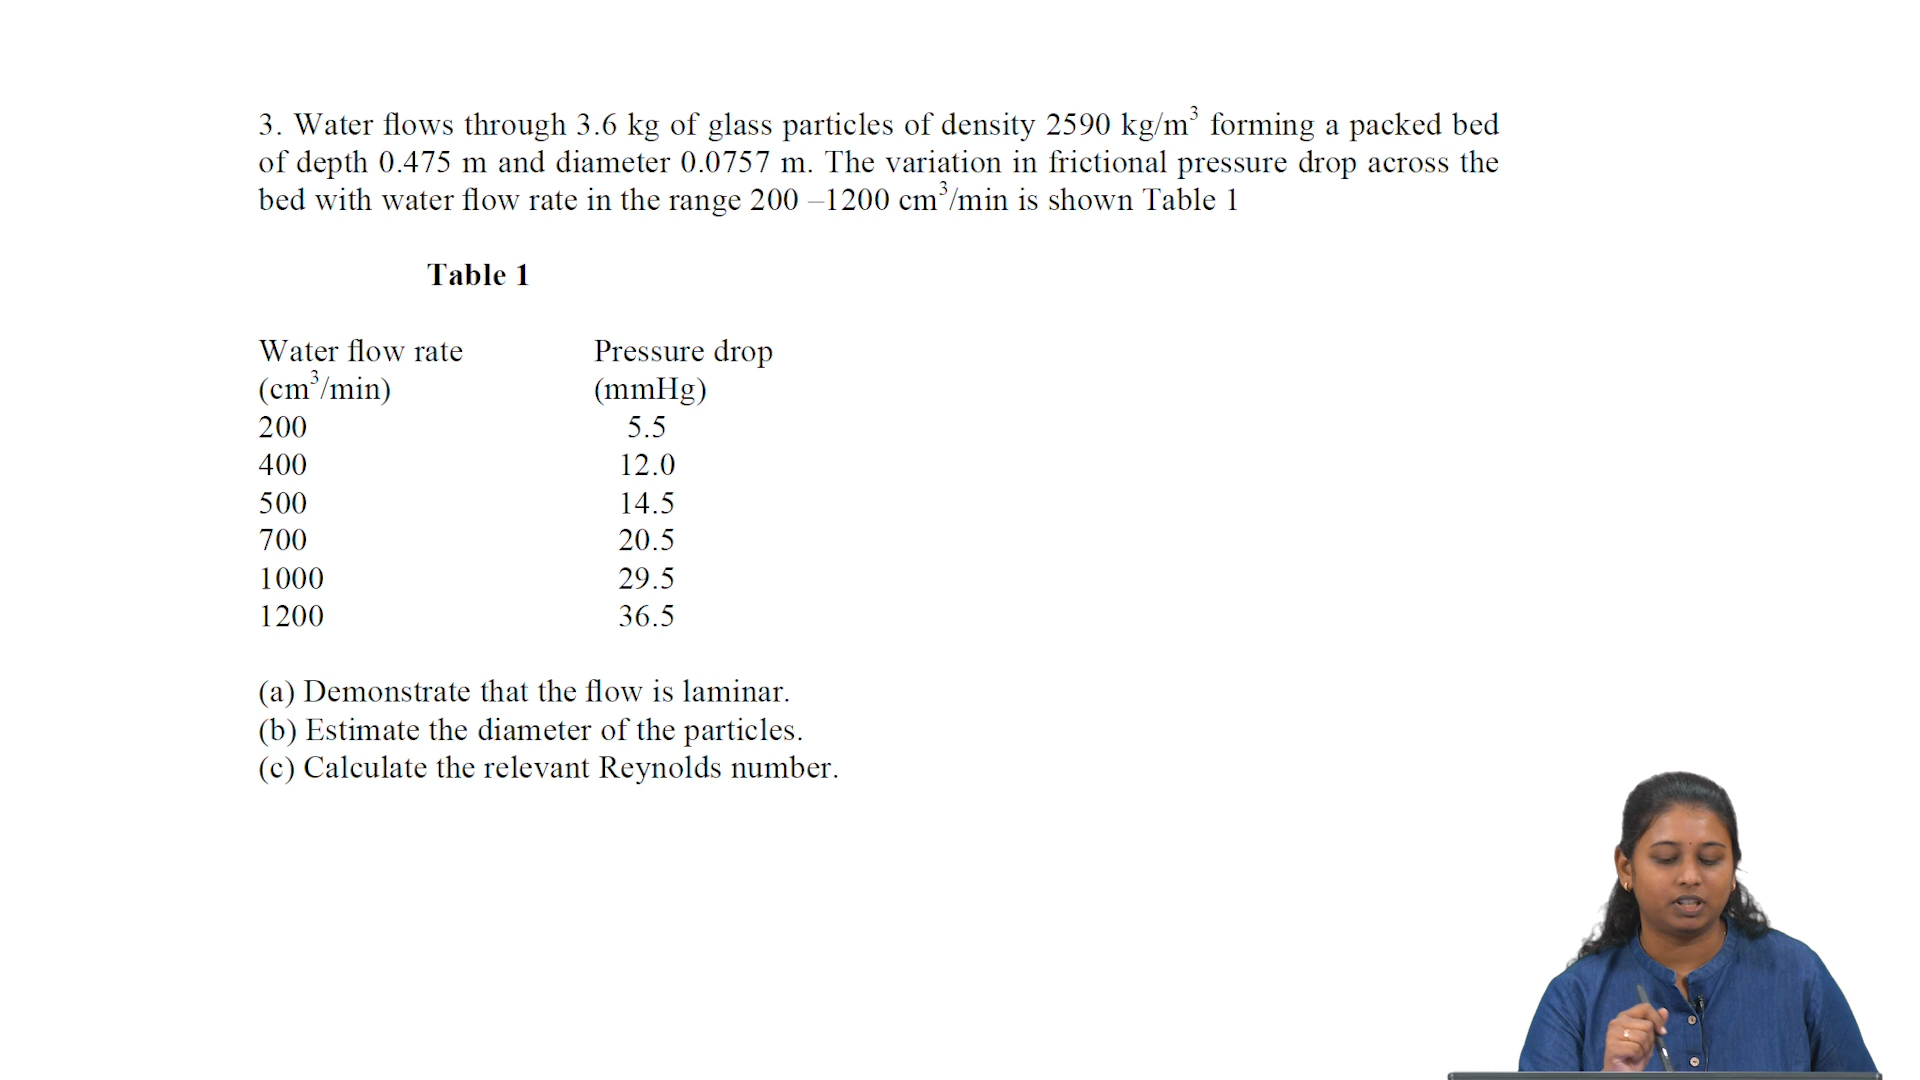 3. Water flows through 3.6 kg of glass particles of density 2590 kg/m³ forming a packed bed
of depth 0.475 m and diameter 0.0757 m. The variation in frictional pressure drop across the
bed with water flow rate in the range 200 –1200 cm³/min is shown Table 1
Table 1
Water flow rate Pressure drop
(cm³/min) (mmHg)
200 5.5
400 12.0
500 14.5
700 20.5
1000 29.5
1200 36.5
(a) Demonstrate that the flow is laminar.
(b) Estimate the diameter of the particles.
(c) Calculate the relevant Reynolds number.